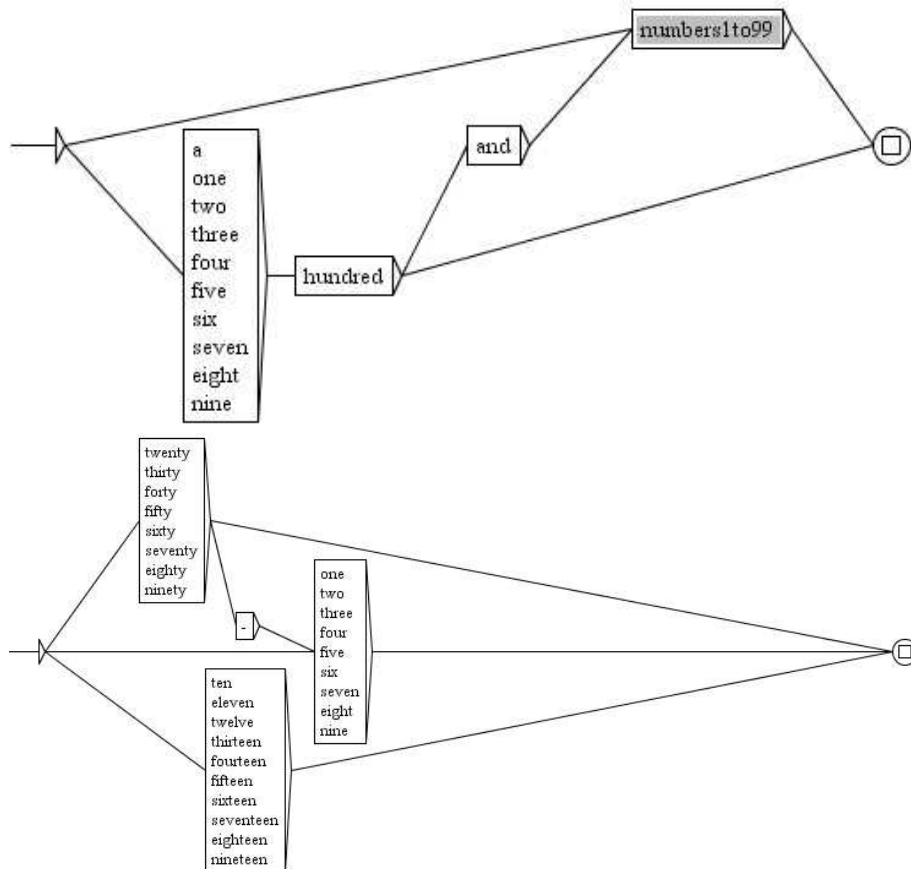 numbers1to99
and
a
one
two
three
four
five
six
seven
eight
nine
hundred
twenty
thirty
forty
fifty
sixty
seventy
eighty
ninety
-
one
two
three
four
five
six
seven
eight
nine
ten
eleven
twelve
thirteen
fourteen
fifteen
sixteen
seventeen
eighteen
nineteen